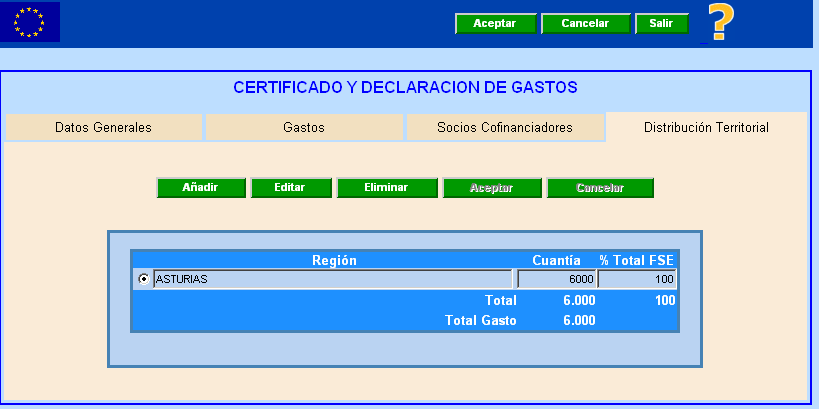 Aceptar Cancelar Salir ?
CERTIFICADO Y DECLARACION DE GASTOS
Datos Generales Gastos Socios Cofinanciadores Distribución Territorial
Añadir Editar Eliminar Aceptar Cancelar
Región Cuantía % Total FSE
ASTURIAS 6000 100
Total 6.000 100
Total Gasto 6.000